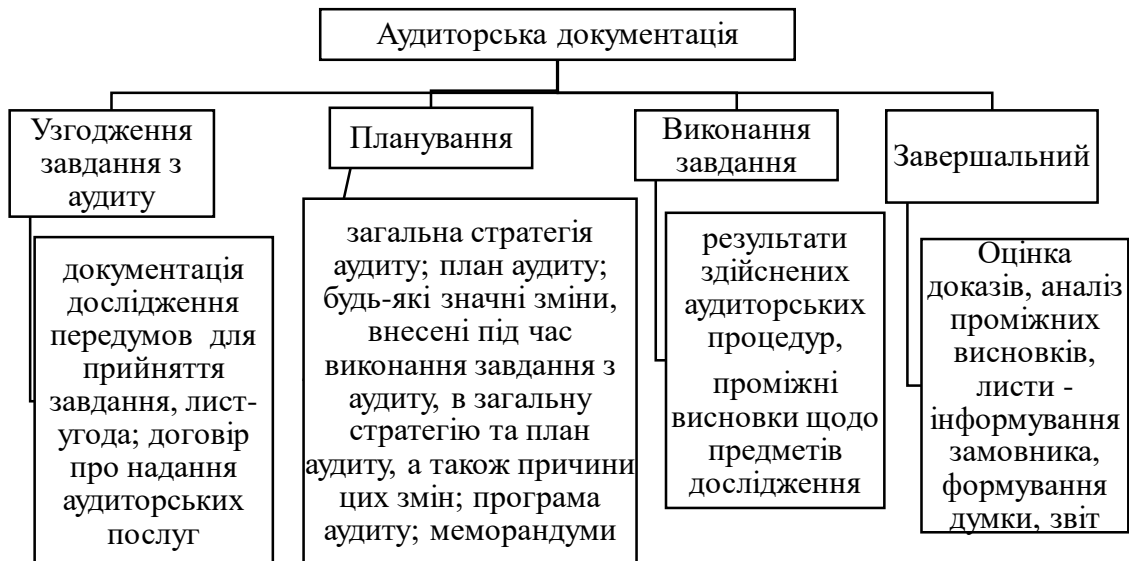 Аудиторська документація
Узгодження
завдання з
аудиту
документація
дослідження
передумов для
прийняття
завдання, лист-
угода; договір
про надання
аудиторських
послуг
Планування
загальна стратегія
аудиту; план аудиту;
будь-які значні зміни,
внесені під час
виконання завдання з
аудиту, в загальну
стратегію та план
аудиту, а також причини
цих змін; програма
аудиту; меморандуми
Виконання
завдання
результати
здійснених
аудиторських
процедур,
проміжні
висновки щодо
предметів
дослідження
Завершальний
Оцінка
доказів, аналіз
проміжних
висновків,
листи -
інформування
замовника,
формування
думки, звіт